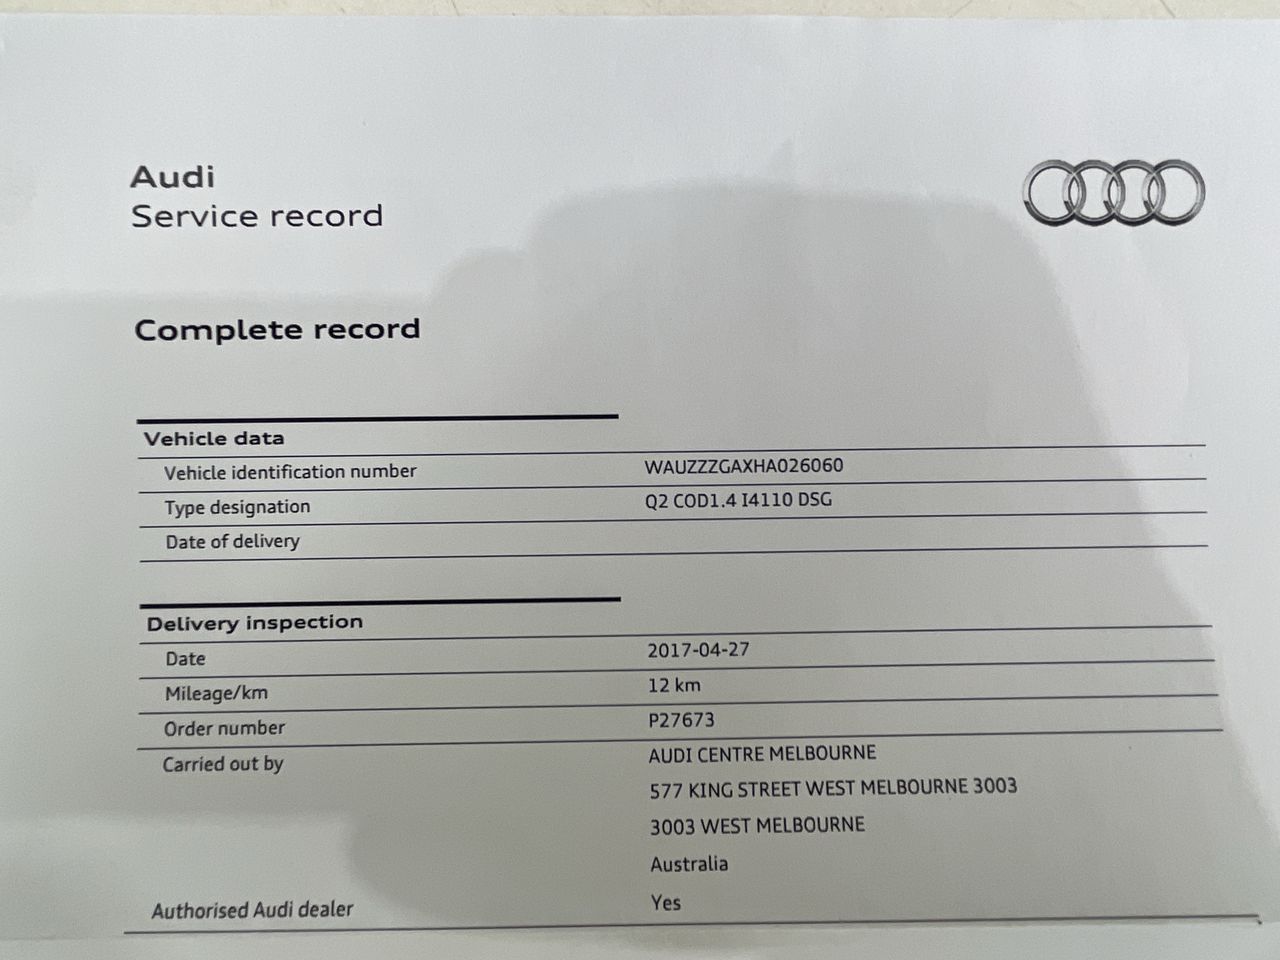 Audi
Service record
Complete record
Vehicle data
Vehicle identification number WAUZZZGAXHA026060
Type designation Q2 COD1.4 I4110 DSG
Date of delivery
Delivery inspection
Date 2017-04-27
Mileage/km 12 km
Order number P27673
Carried out by AUDI CENTRE MELBOURNE
577 KING STREET WEST MELBOURNE 3003
3003 WEST MELBOURNE
Australia
Authorised Audi dealer Yes